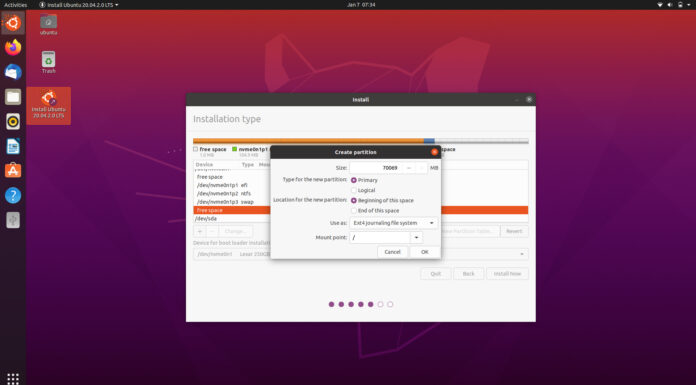 Activities
Install Ubuntu 20.04.2.0 LTS
Jan 7 07:34
ubuntu
Trash
Install Ubuntu
20.04.2.0 LTS
Install
Installation type
free space
nvme0n1p1
space
1.0 MB
104.9 MB
Device Type
free space
/dev/nvme0n1p1 efi
/dev/nvme0n1p2 ntfs
/dev/nvme0n1p3 swap
free space
/dev/sda
+ − Change...
New Partition Table... Revert
Device for boot loader installation
/dev/nvme0n1 Lexar 250GB
Quit Back Install Now
Create partition
Size: 70069 − + MB
Type for the new partition: Primary
Logical
Location for the new partition: Beginning of this space
End of this space
Use as: Ext4 journaling file system
Mount point: /
Cancel OK